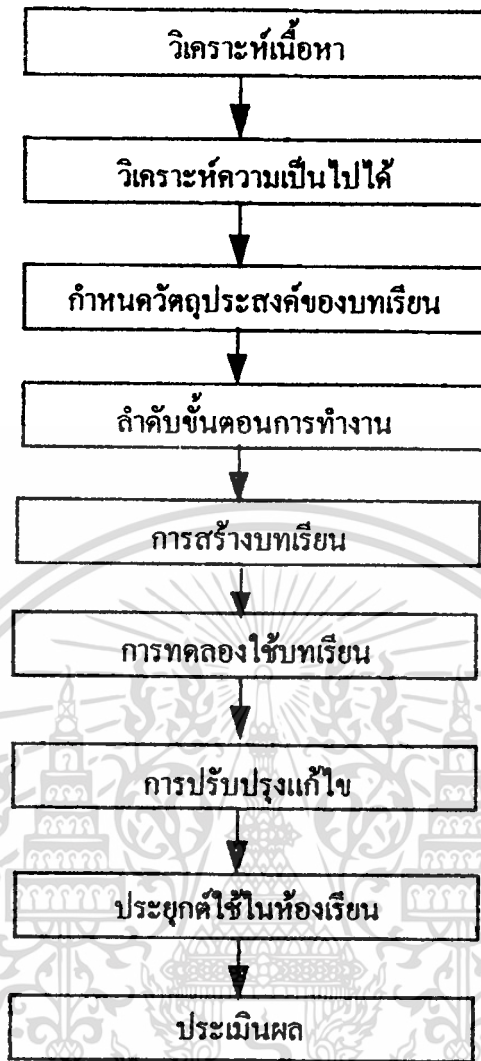 วิเคราะห์เนื้อหา
วิเคราะห์ความเป็นไปได้
กำหนดวัตถุประสงค์ของบทเรียน
ลำดับขั้นตอนการทำงาน
การสร้างบทเรียน
การทดลองใช้บทเรียน
การปรับปรุงแก้ไข
ประยุกต์ใช้ในห้องเรียน
ประเมินผล